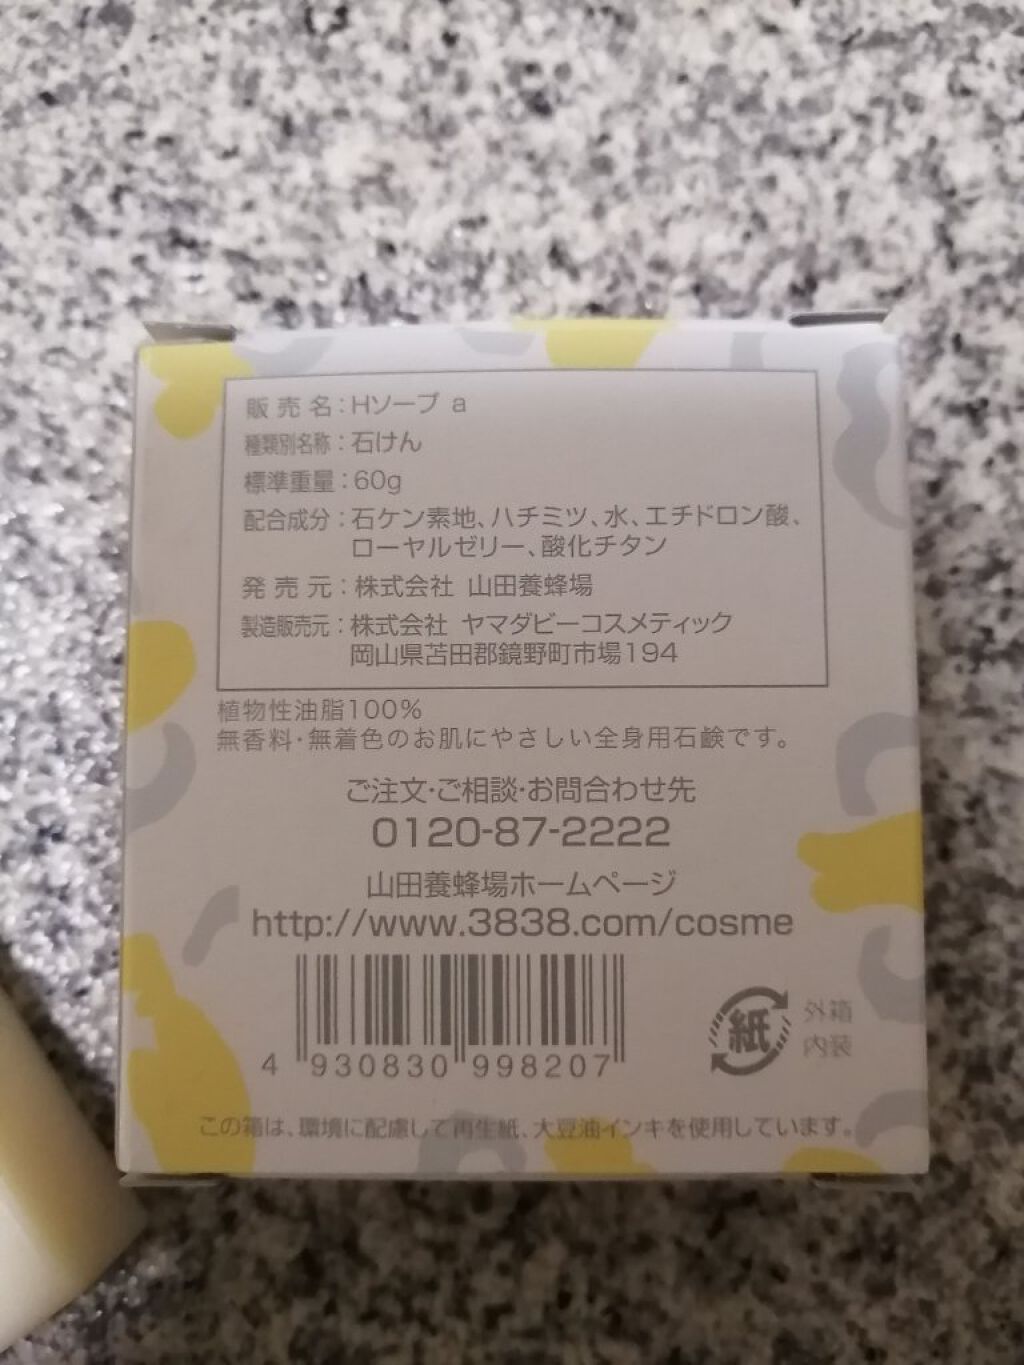 販売名：Hソープ a
種類別名称：石けん
標準重量：60g
配合成分：石ケン素地、ハチミツ、水、エチドロン酸、
ローヤルゼリー、酸化チタン
発売元：株式会社 山田養蜂場
製造販売元：株式会社 ヤマダビーコスメティック
岡山県苫田郡鏡野町市場194
植物性油脂100%
無香料・無着色のお肌にやさしい全身用石鹸です。
ご注文・ご相談・お問合わせ先
0120-87-2222
山田養蜂場ホームページ
http://www.3838.com/cosme
4 930830 998207
紙
外箱
内装
この箱は、環境に配慮して再生紙、大豆油インキを使用しています。